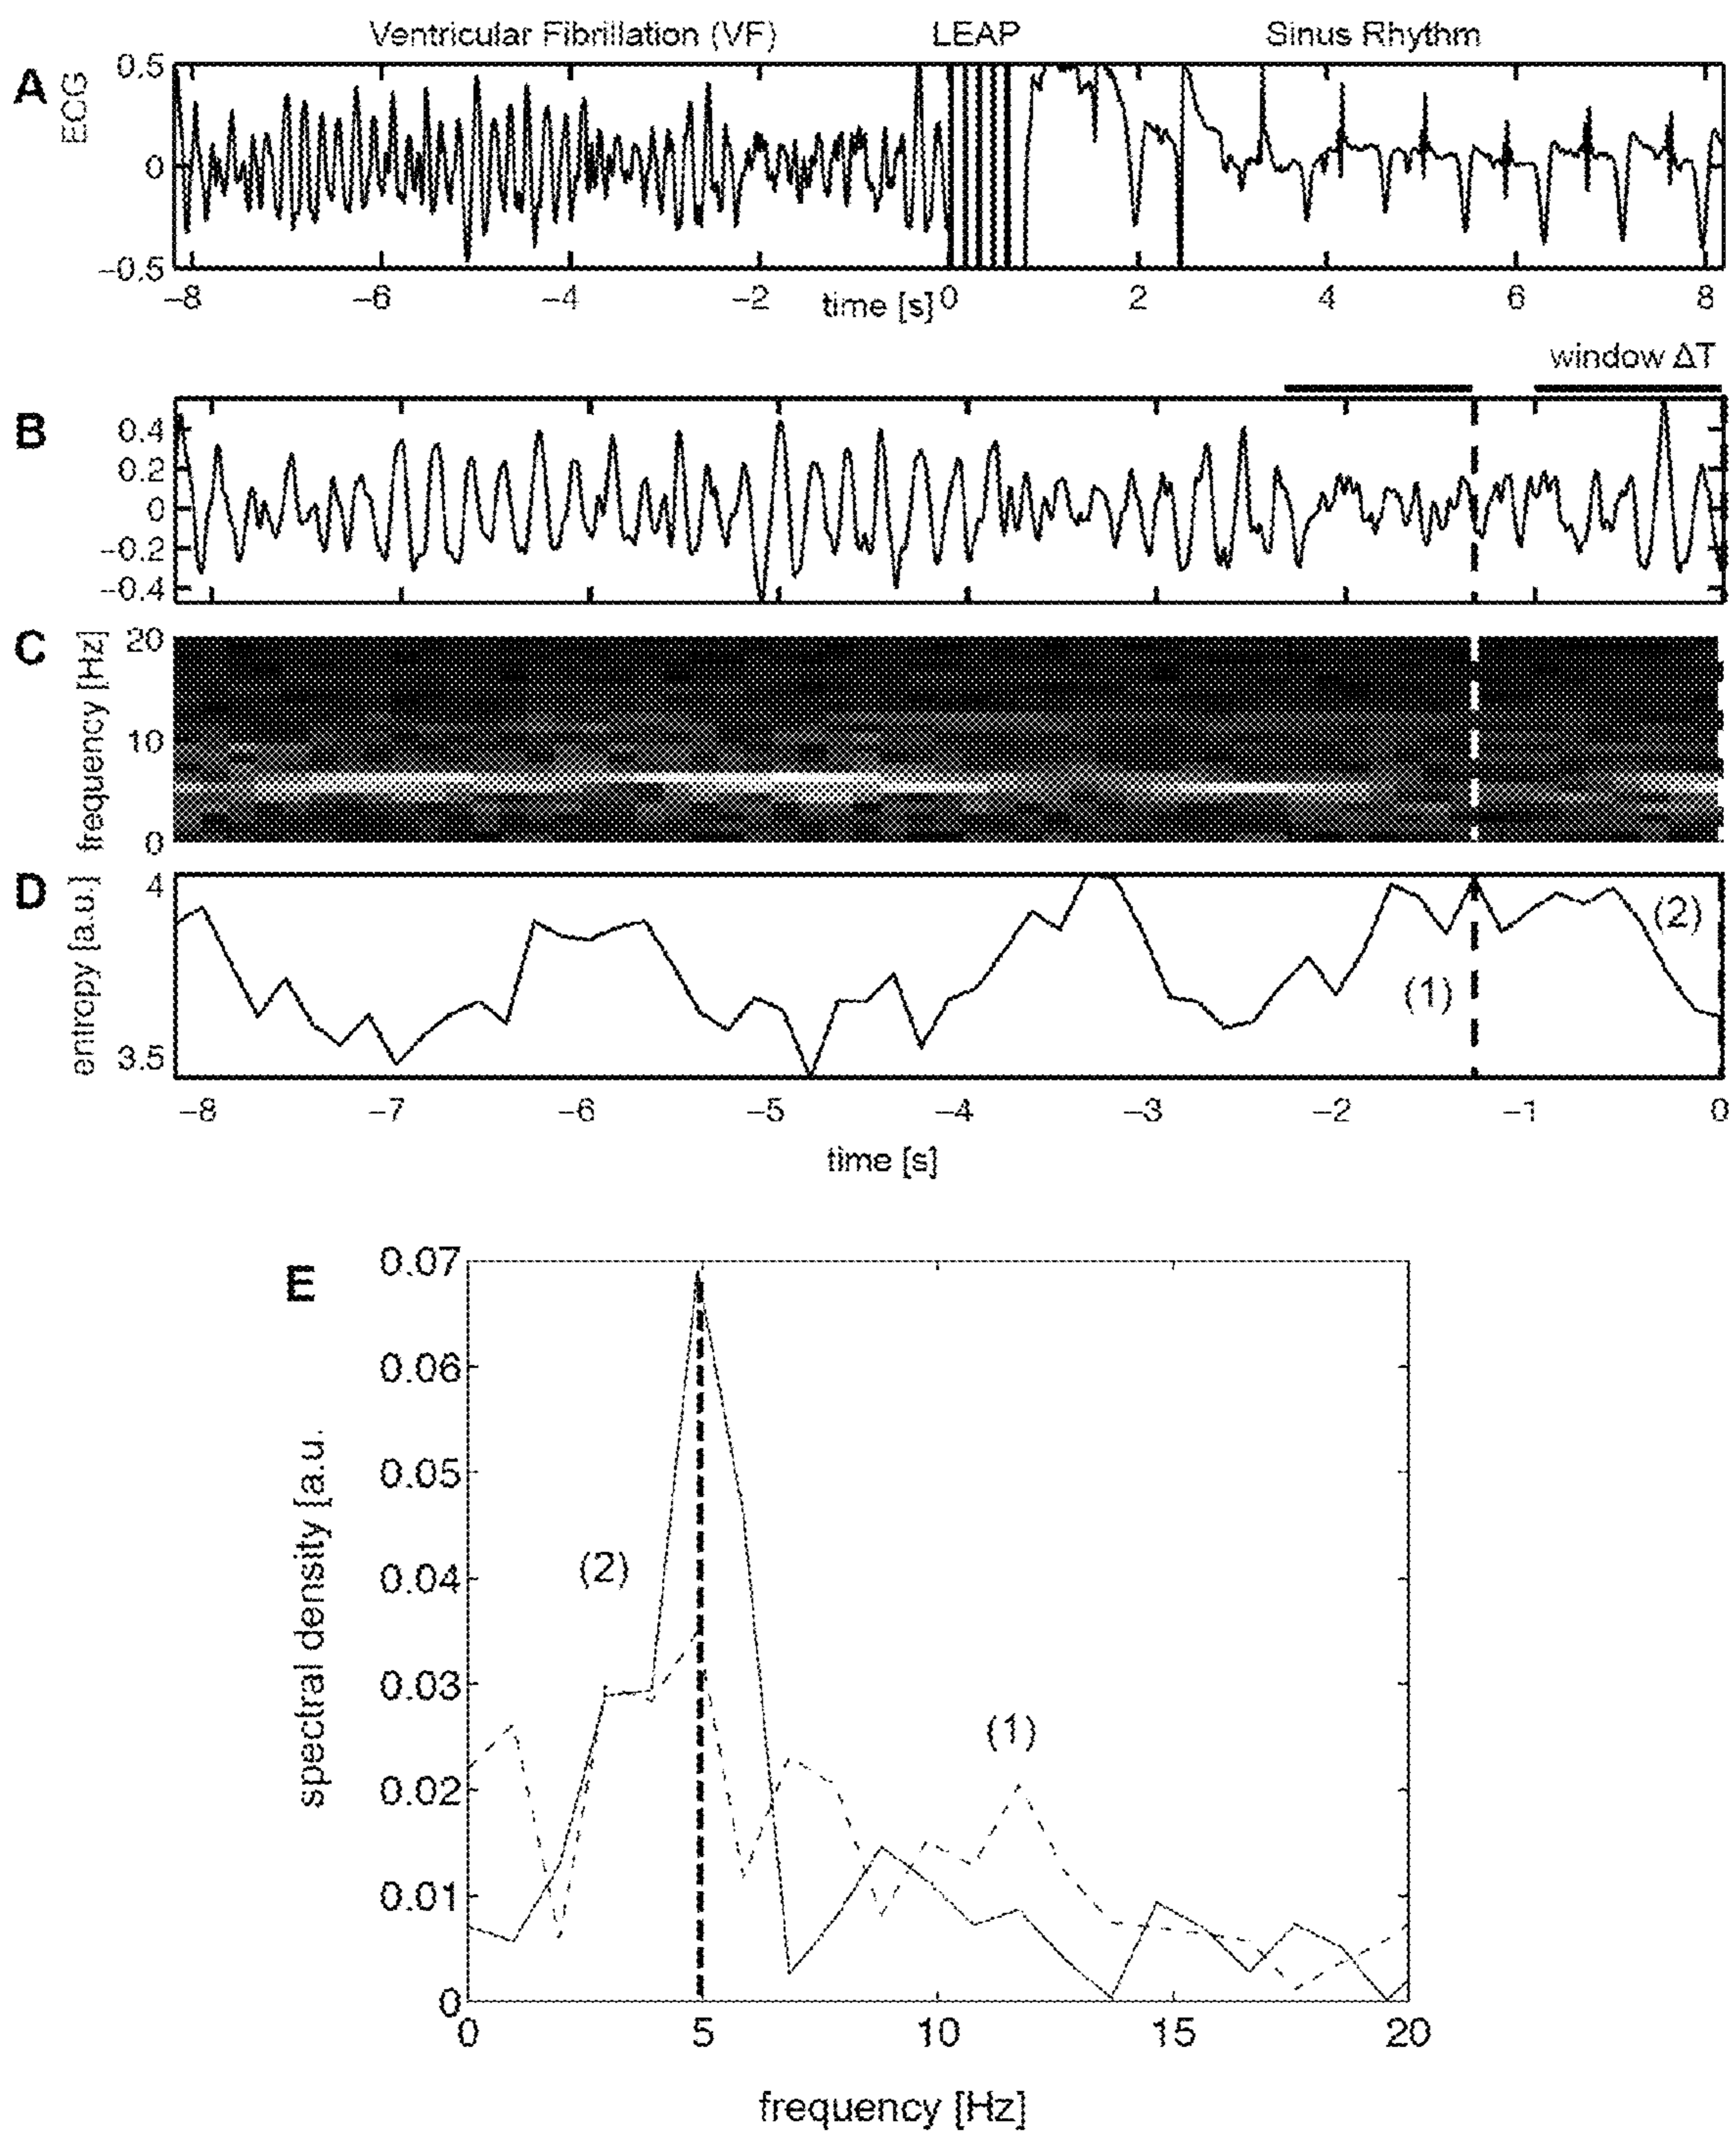 Ventricular Fibrillation (VF) LEAP Sinus Rhythm
A
ECG
0.5
0
−0.5
−8 −6 −4 −2 0 2 4 6 8
time [s]
window ΔT
B
0.4
0.2
0
−0.2
−0.4
C
frequency [Hz]
20
10
0
D
entropy [a.u.]
4
3.5
(1)
(2)
−8 −7 −6 −5 −4 −3 −2 −1 0
time [s]
E
spectral density [a.u.
0.07
0.06
0.05
0.04
0.03
0.02
0.01
0
(2)
(1)
0 5 10 15 20
frequency [Hz]